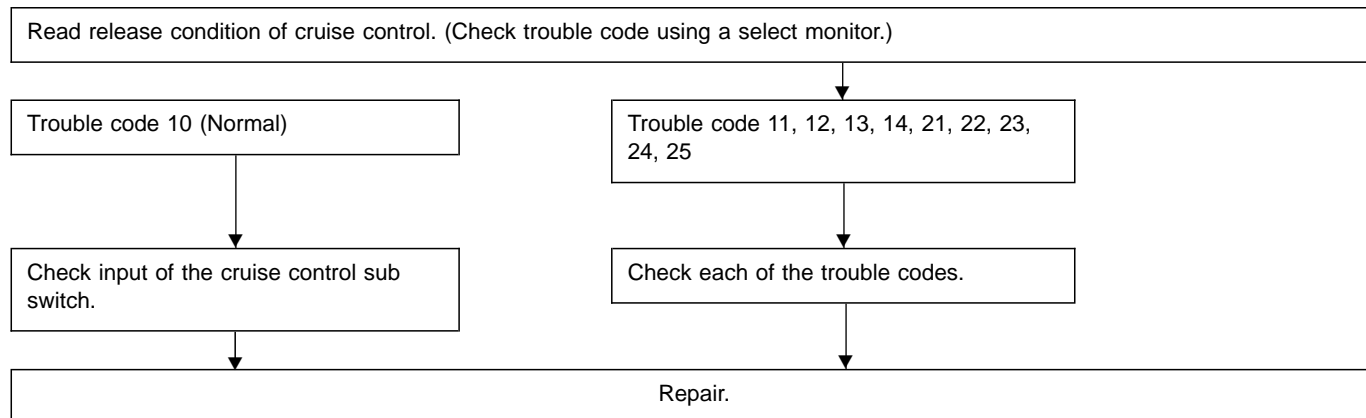 Read release condition of cruise control. (Check trouble code using a select monitor.)
Trouble code 10 (Normal)
Trouble code 11, 12, 13, 14, 21, 22, 23,
24, 25
Check input of the cruise control sub
switch.
Check each of the trouble codes.
Repair.